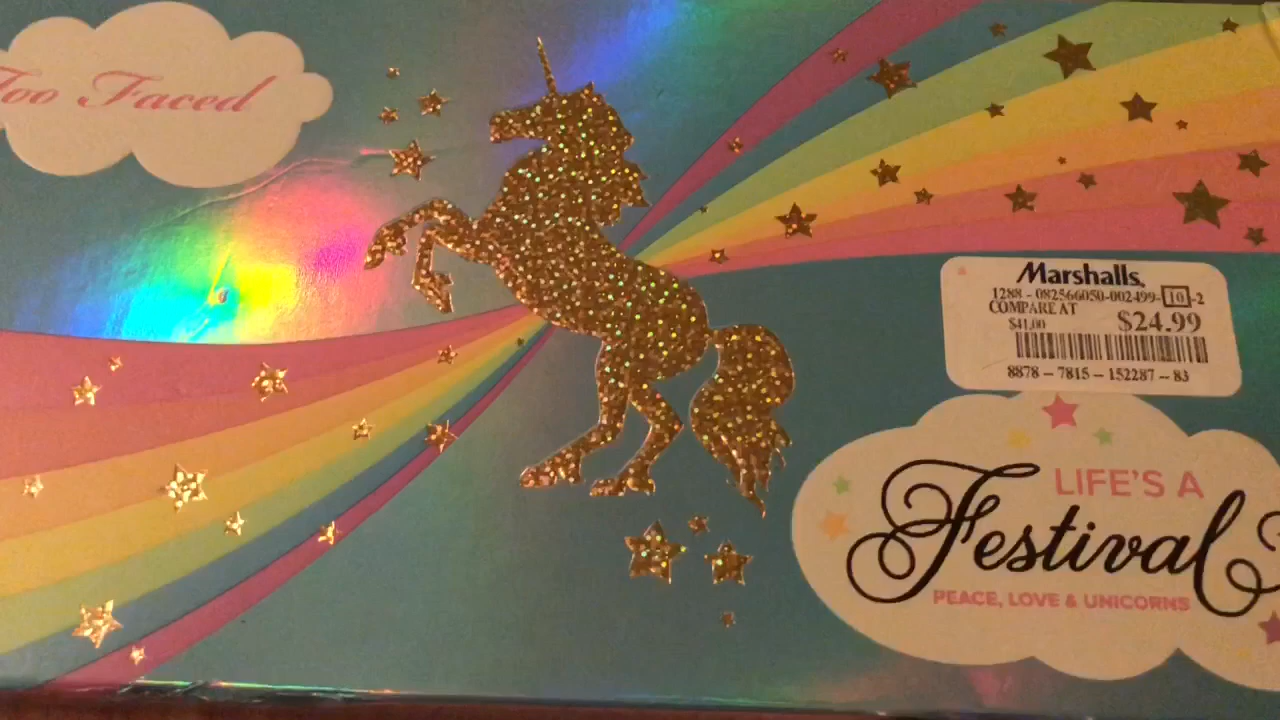 Too Faced
Marshalls.
1288 - 082566050-002499-10-2
COMPARE AT
$41.00 $24.99
8878 - 7815 - 152287 - 83
LIFE'S A
Festival
PEACE, LOVE & UNICORNS